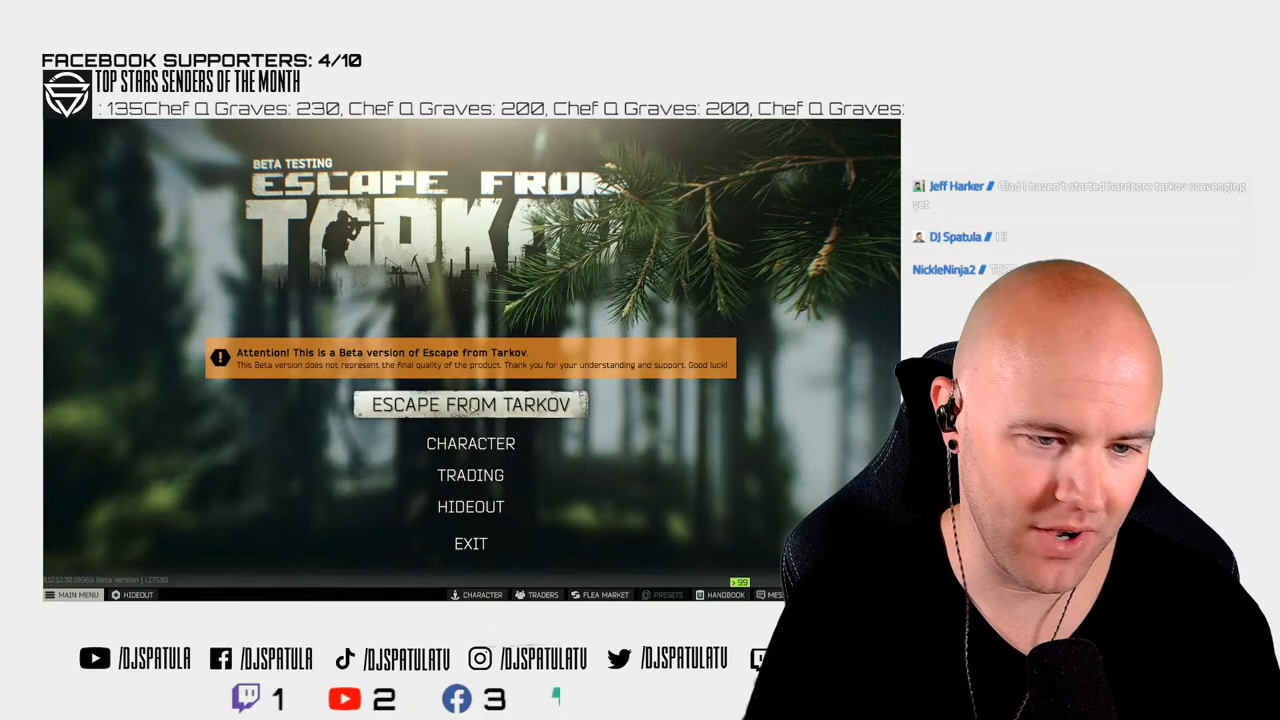 FACEBOOK SUPPORTERS: 4/10
TOP STARS SENDERS OF THE MONTH
: 135Chef Q Graves: 230, Chef Q Graves: 200, Chef Q Graves: 200, Chef Q Graves:
BETA TESTING
ESCAPE FROM
TARKOV
Jeff Harker // Glad I haven't started hardcore tarkov scavenging
yet
DJ Spatula // Hi
NickleNinja2 //
Attention! This is a Beta version of Escape from Tarkov.
This Beta version does not represent the final quality of the product. Thank you for your understanding and support. Good luck!
ESCAPE FROM TARKOV
CHARACTER
TRADING
HIDEOUT
EXIT
Beta version |
> 99
MAIN MENU HIDEOUT CHARACTER TRADERS FLEA MARKET PRESETS HANDBOOK MES
/DJSPATULA /DJSPATULA /DJSPATULATV /DJSPATULATV /DJSPATULATV
1 2 3